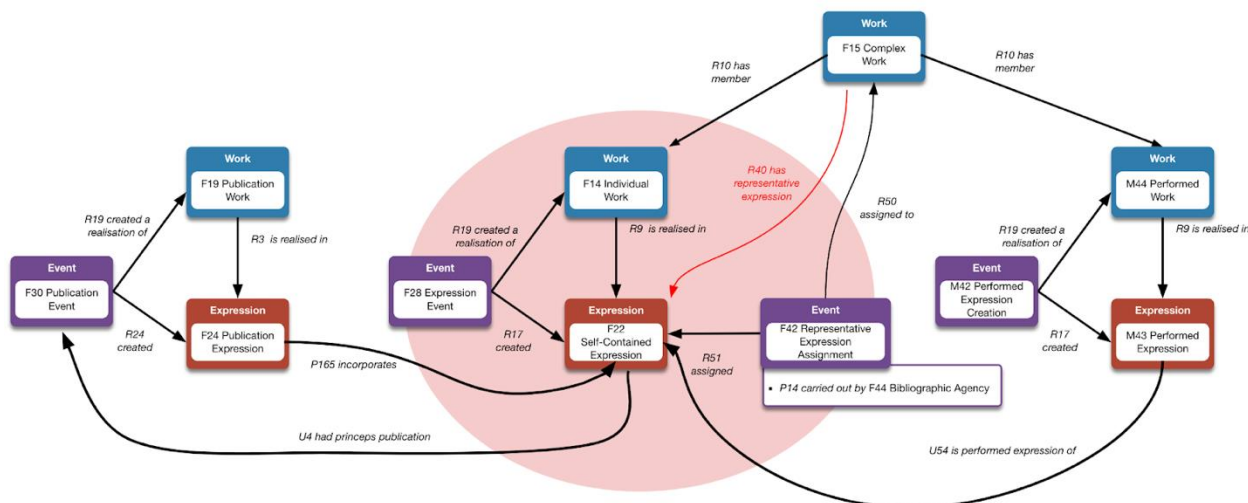 Work
F15 Complex
Work
R10 has
member
R10 has
member
Work
F19 Publication
Work
Work
F14 Individual
Work
R40 has
representative
expression
R50
assigned to
Work
M44 Performed
Work
R19 created a
realisation of
R3  is realised in
R19 created a
realisation of
R9  is realised in
R19 created a
realisation of
R9 is realised in
Event
F30 Publication
Event
Event
F28 Expression
Event
Event
M42 Performed
Expression
Creation
Expression
F24 Publication
Expression
Expression
F22
Self-Contained
Expression
Event
F42 Representative
Expression
Assignment
Expression
M43 Performed
Expression
R24
created
R17
created
R51
assigned
R17
created
P165 incorporates
• P14 carried out by F44 Bibliographic Agency
U4 had princeps publication
U54 is performed expression of